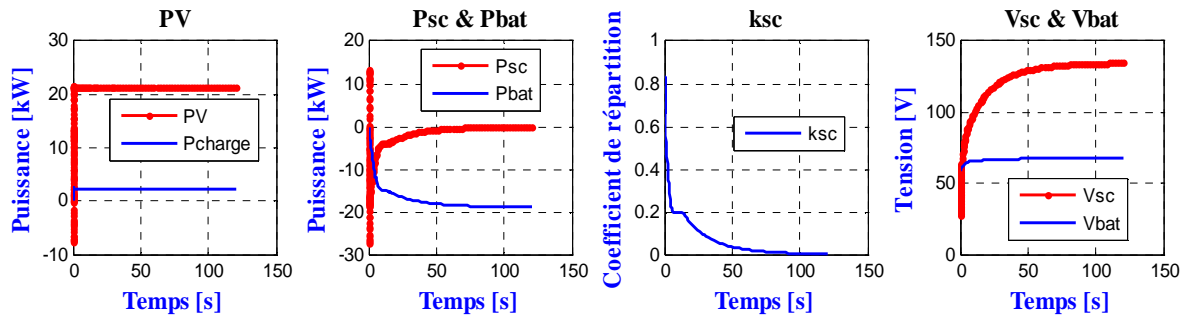 PV
Puissance [kW]
30
20
10
0
-10
PV
Pcharge
0
50
100
150
Temps [s]
Psc & Pbat
Puissance [kW]
20
10
0
-10
-20
-30
Psc
Pbat
0
50
100
150
Temps [s]
ksc
Coefficient de répartition
1
0.8
0.6
0.4
0.2
0
ksc
0
50
100
150
Temps [s]
Vsc & Vbat
Tension [V]
150
100
50
0
Vsc
Vbat
0
50
100
150
Temps [s]